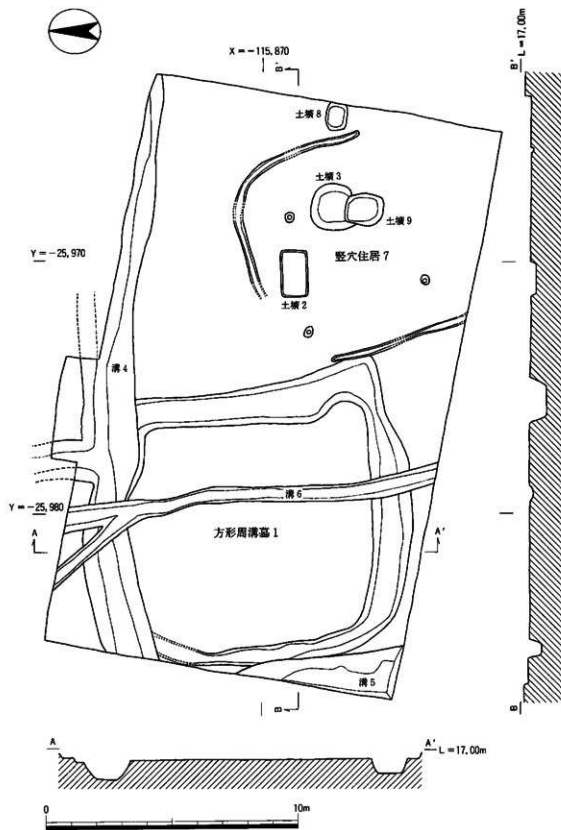 X = −115,870
B'
B'
L = 17.00m
土壙 8
土壙 3
土壙 9
Y = −25,970
竪穴住居 7
土壙 2
溝 4
溝 6
Y = −25,980
A
A'
方形周溝墓 1
溝 5
B
B
A
A'
L = 17.00m
0
10m